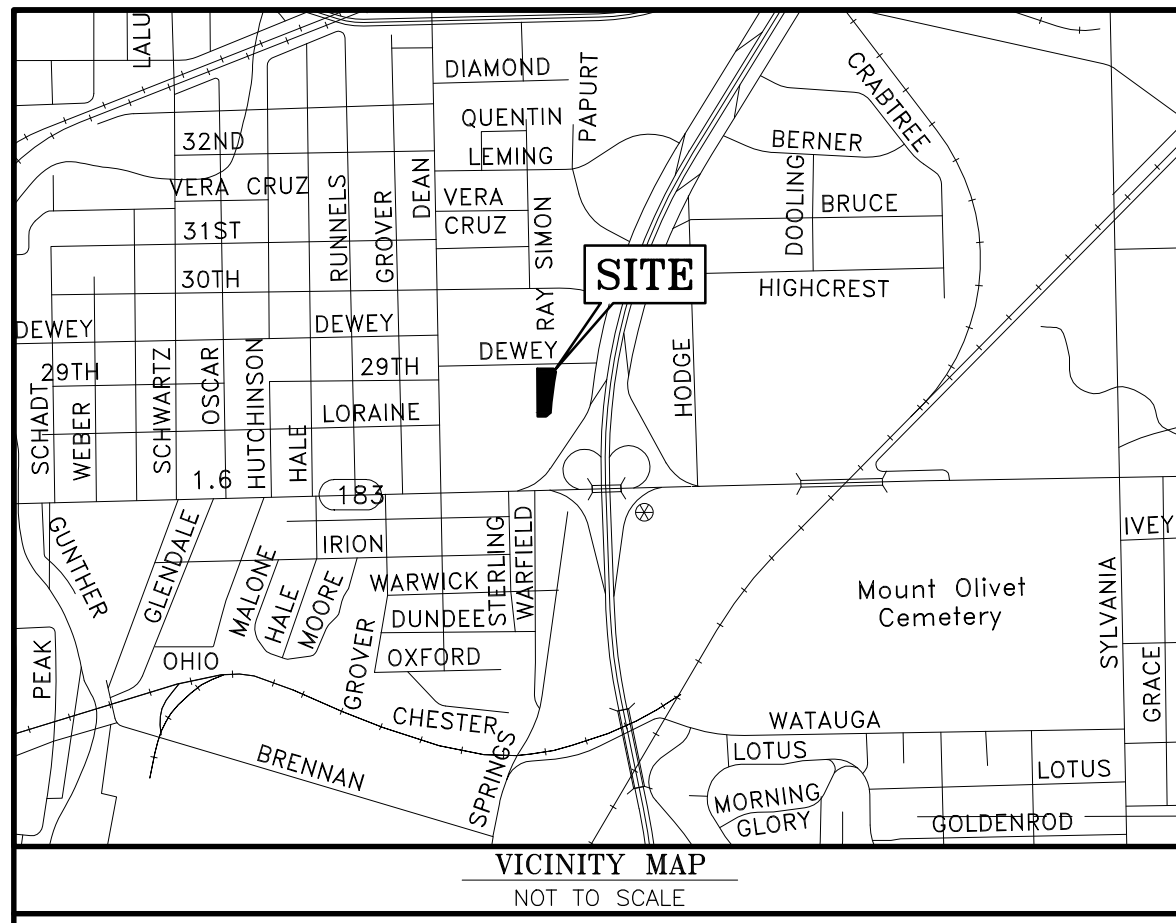 LALU
DIAMOND
PAPURT
CRABTREE
QUENTIN
32ND
LEMING
BERNER
VERA CRUZ
RUNNELS
GROVER
DEAN
VERA
CRUZ
SIMON
DOOLING
BRUCE
31ST
30TH
SITE
HIGHCREST
RAY
DEWEY
DEWEY
DEWEY
29TH
29TH
SCHADT
WEBER
SCHWARTZ
OSCAR
HUTCHINSON
HALE
LORAINE
HODGE
1.6
183
GUNTHER
GLENDALE
MALONE
HALE
MOORE
IRION
WARWICK
DUNDEE
STERLING
WARFIELD
OXFORD
GROVER
OHIO
PEAK
Mount Olivet
Cemetery
IVEY
SYLVANIA
GRACE
CHESTER
SPRINGS
BRENNAN
WATAUGA
LOTUS
LOTUS
MORNING
GLORY
GOLDENROD
VICINITY MAP
NOT TO SCALE